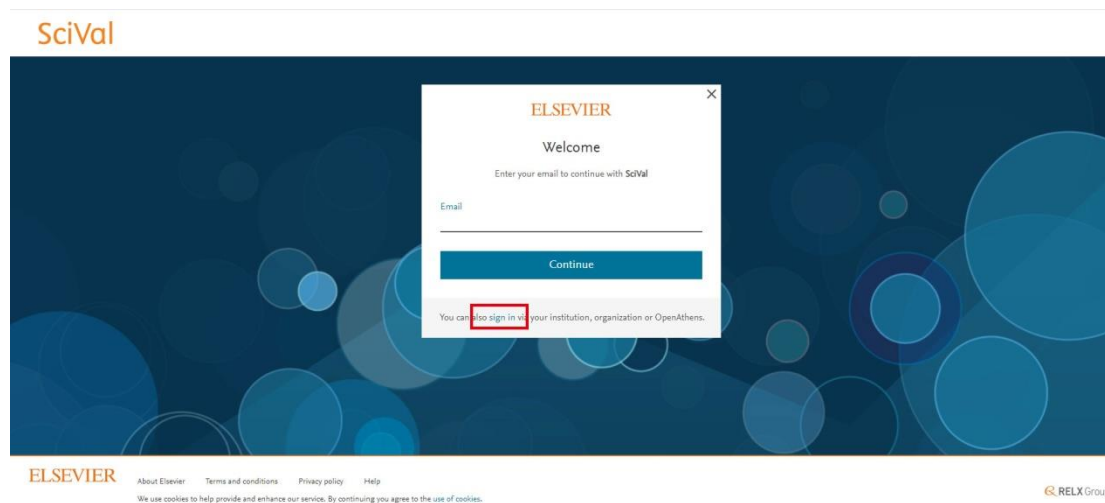 SciVal
ELSEVIER
Welcome
Enter your email to continue with SciVal
Email
Continue
You can also sign in via your institution, organization or OpenAthens.
ELSEVIER
About Elsevier Terms and conditions Privacy policy Help
We use cookies to help provide and enhance our service. By continuing you agree to the use of cookies.
RELX Grou